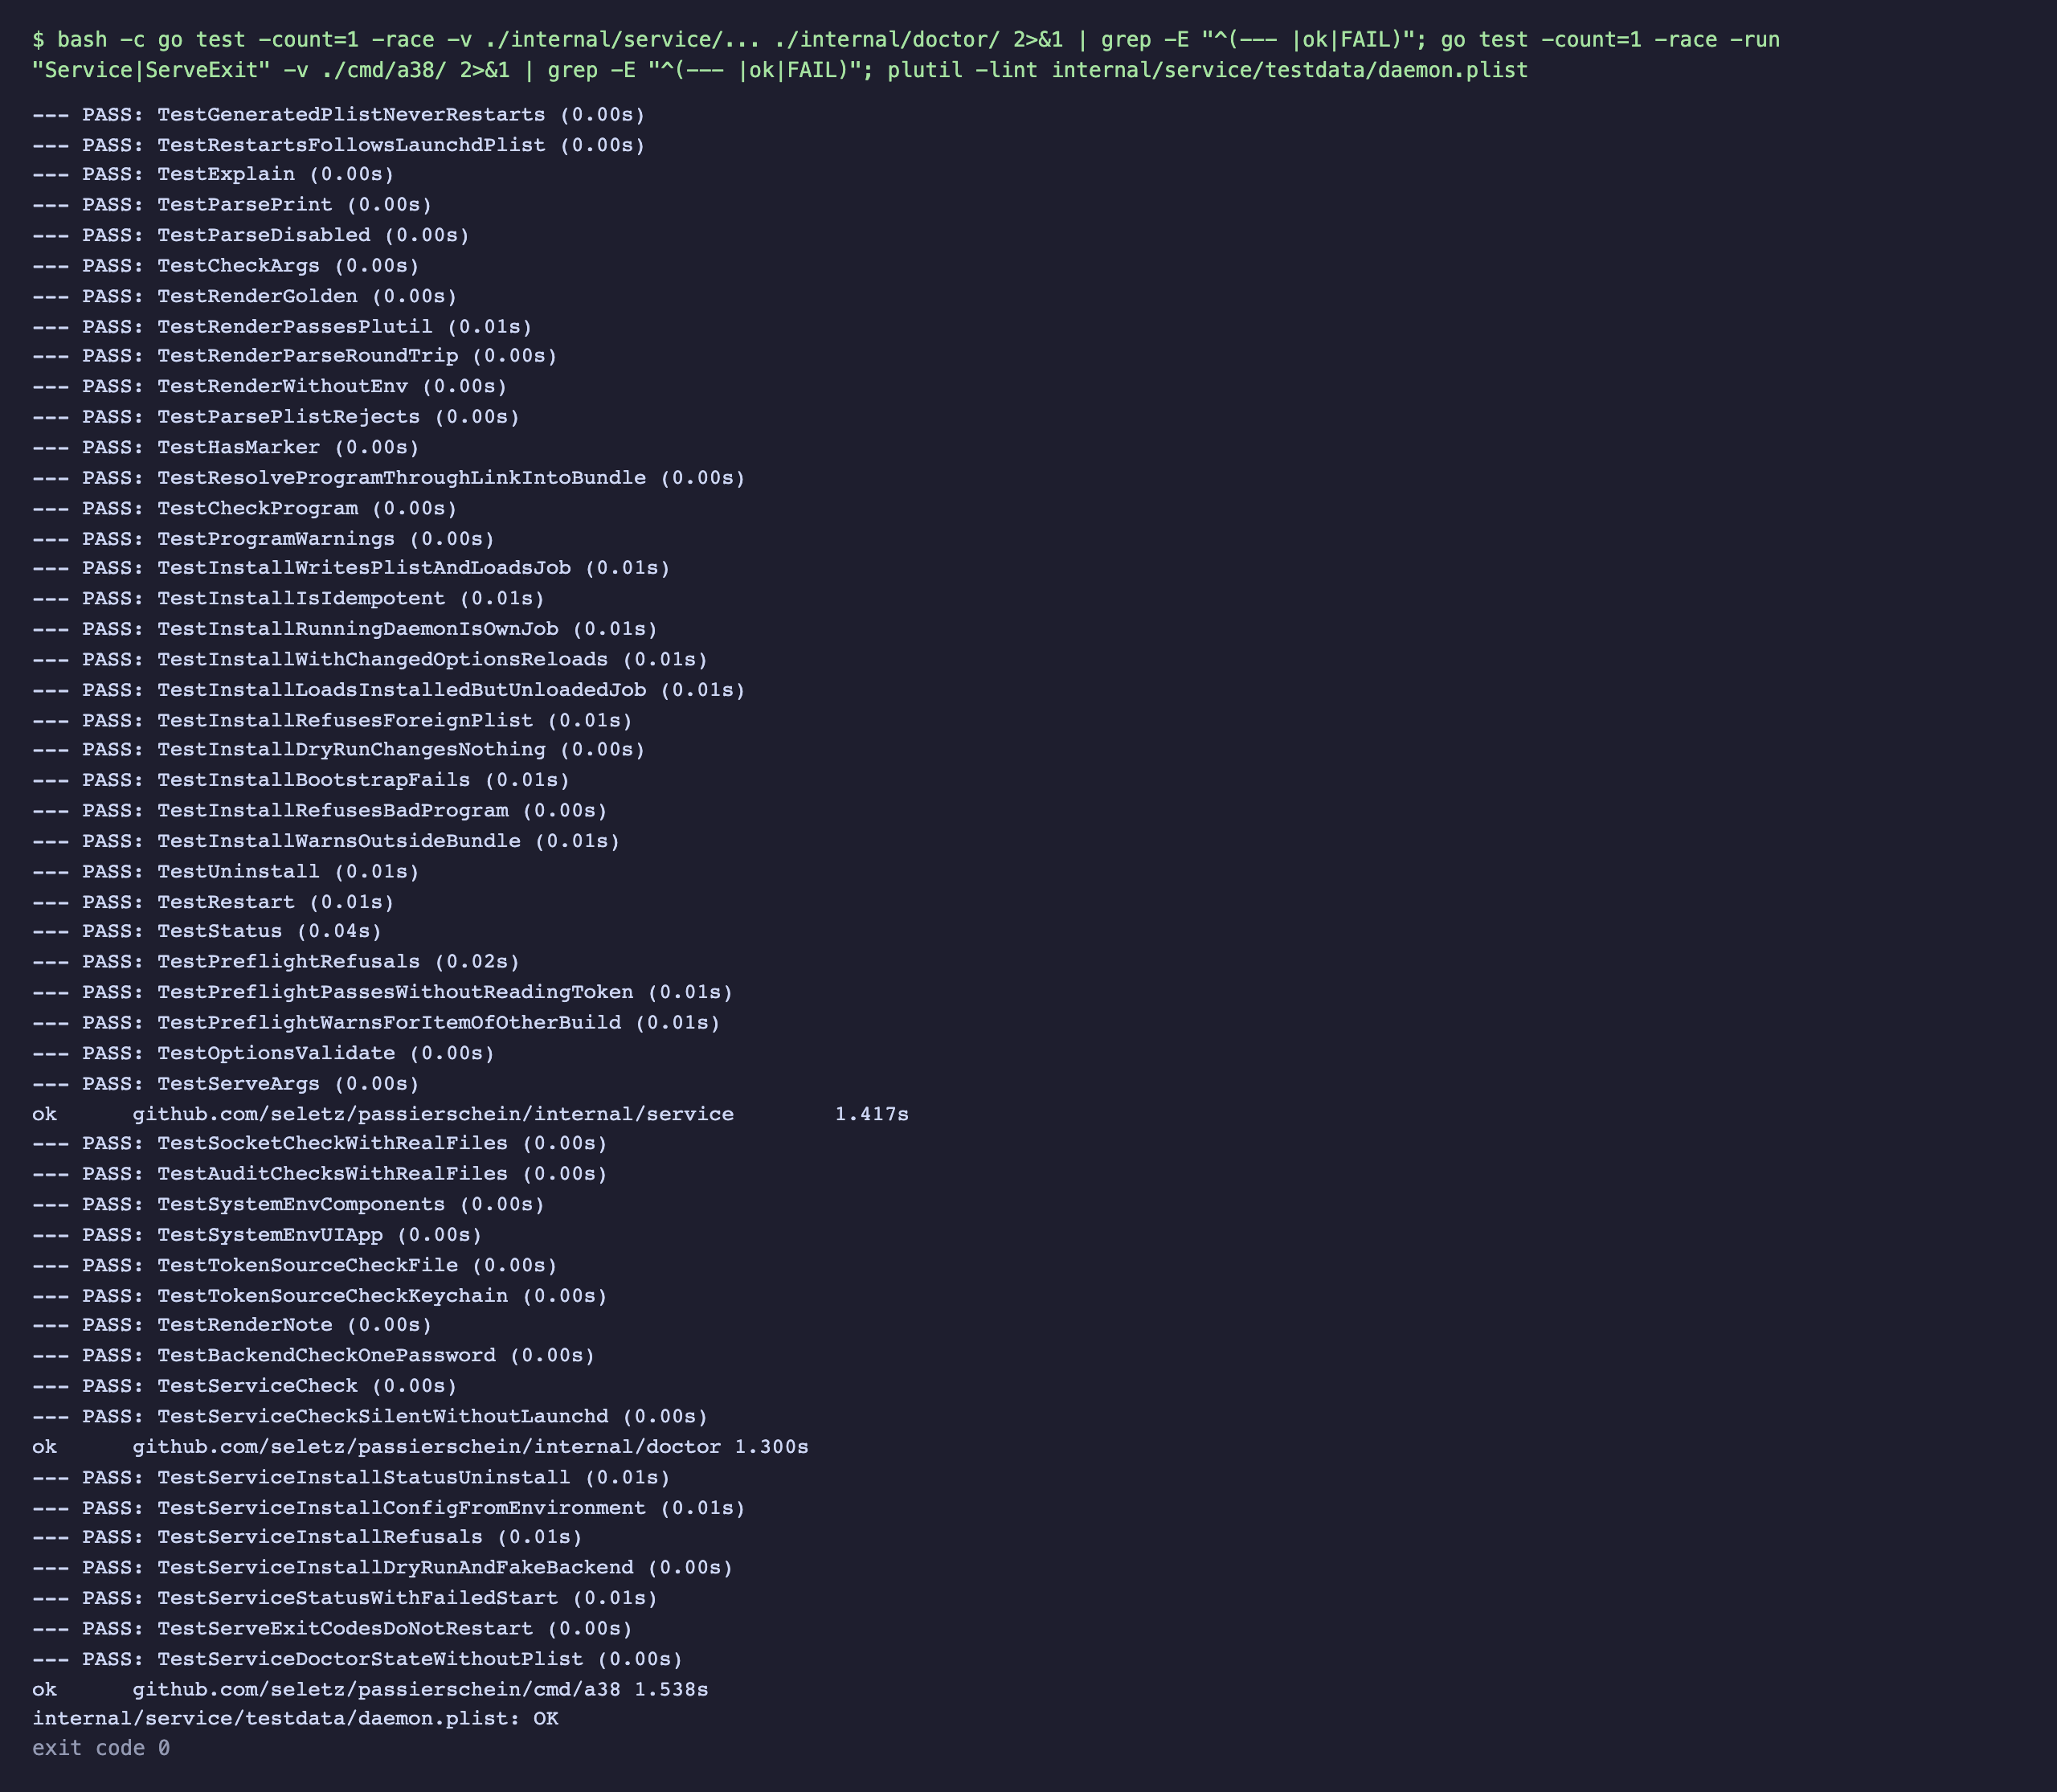 $ bash -c go test -count=1 -race -v ./internal/service/... ./internal/doctor/ 2>&1 | grep -E "^(--- |ok|FAIL)"; go test -count=1 -race -run
"Service|ServeExit" -v ./cmd/a38/ 2>&1 | grep -E "^(--- |ok|FAIL)"; plutil -lint internal/service/testdata/daemon.plist
--- PASS: TestGeneratedPlistNeverRestarts (0.00s)
--- PASS: TestRestartsFollowsLaunchdPlist (0.00s)
--- PASS: TestExplain (0.00s)
--- PASS: TestParsePrint (0.00s)
--- PASS: TestParseDisabled (0.00s)
--- PASS: TestCheckArgs (0.00s)
--- PASS: TestRenderGolden (0.00s)
--- PASS: TestRenderPassesPlutil (0.01s)
--- PASS: TestRenderParseRoundTrip (0.00s)
--- PASS: TestRenderWithoutEnv (0.00s)
--- PASS: TestParsePlistRejects (0.00s)
--- PASS: TestHasMarker (0.00s)
--- PASS: TestResolveProgramThroughLinkIntoBundle (0.00s)
--- PASS: TestCheckProgram (0.00s)
--- PASS: TestProgramWarnings (0.00s)
--- PASS: TestInstallWritesPlistAndLoadsJob (0.01s)
--- PASS: TestInstallIsIdempotent (0.01s)
--- PASS: TestInstallRunningDaemonIsOwnJob (0.01s)
--- PASS: TestInstallWithChangedOptionsReloads (0.01s)
--- PASS: TestInstallLoadsInstalledButUnloadedJob (0.01s)
--- PASS: TestInstallRefusesForeignPlist (0.01s)
--- PASS: TestInstallDryRunChangesNothing (0.00s)
--- PASS: TestInstallBootstrapFails (0.01s)
--- PASS: TestInstallRefusesBadProgram (0.00s)
--- PASS: TestInstallWarnsOutsideBundle (0.01s)
--- PASS: TestUninstall (0.01s)
--- PASS: TestRestart (0.01s)
--- PASS: TestStatus (0.04s)
--- PASS: TestPreflightRefusals (0.02s)
--- PASS: TestPreflightPassesWithoutReadingToken (0.01s)
--- PASS: TestPreflightWarnsForItemOfOtherBuild (0.01s)
--- PASS: TestOptionsValidate (0.00s)
--- PASS: TestServeArgs (0.00s)
ok      github.com/seletz/passierschein/internal/service        1.417s
--- PASS: TestSocketCheckWithRealFiles (0.00s)
--- PASS: TestAuditChecksWithRealFiles (0.00s)
--- PASS: TestSystemEnvComponents (0.00s)
--- PASS: TestSystemEnvUIApp (0.00s)
--- PASS: TestTokenSourceCheckFile (0.00s)
--- PASS: TestTokenSourceCheckKeychain (0.00s)
--- PASS: TestRenderNote (0.00s)
--- PASS: TestBackendCheckOnePassword (0.00s)
--- PASS: TestServiceCheck (0.00s)
--- PASS: TestServiceCheckSilentWithoutLaunchd (0.00s)
ok      github.com/seletz/passierschein/internal/doctor 1.300s
--- PASS: TestServiceInstallStatusUninstall (0.01s)
--- PASS: TestServiceInstallConfigFromEnvironment (0.01s)
--- PASS: TestServiceInstallRefusals (0.01s)
--- PASS: TestServiceInstallDryRunAndFakeBackend (0.00s)
--- PASS: TestServiceStatusWithFailedStart (0.01s)
--- PASS: TestServeExitCodesDoNotRestart (0.00s)
--- PASS: TestServiceDoctorStateWithoutPlist (0.00s)
ok      github.com/seletz/passierschein/cmd/a38 1.538s
internal/service/testdata/daemon.plist: OK
exit code 0